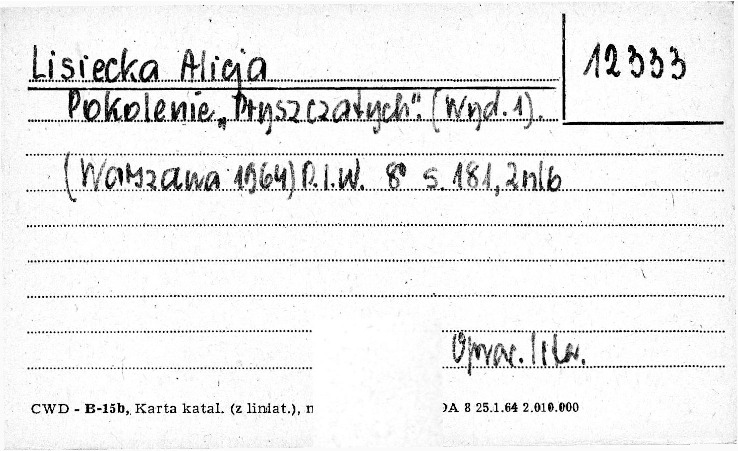 Lisiecka Alicja
12333
Pokolenie „Pryszczatych". (Wyd. 1).
(Warszawa 1964) P.I.W. 8° s. 181, 2nlb
Oprac. liter.
CWD - B-15b, Karta katal. (z liniat.), n
DA 8 25.1.64 2.010.000